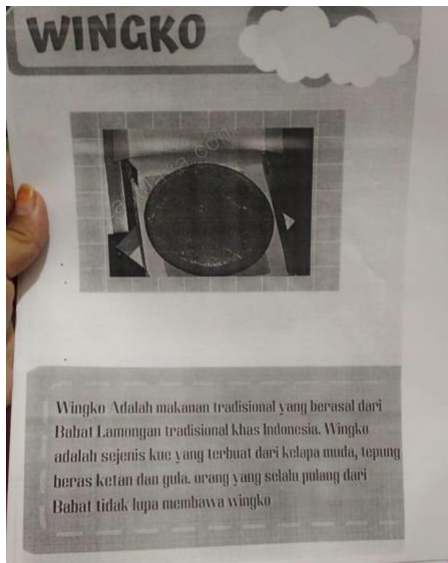 WINGKO
Wingko Adalah makanan tradisional yang berasal dari
Babat Lamongan tradisional khas Indonesia. Wingko
adalah sejenis kue yang terbuat dari kelapa muda, tepung
beras ketan dan gula. orang yang selalu pulang dari
Babat tidak lupa membawa wingko